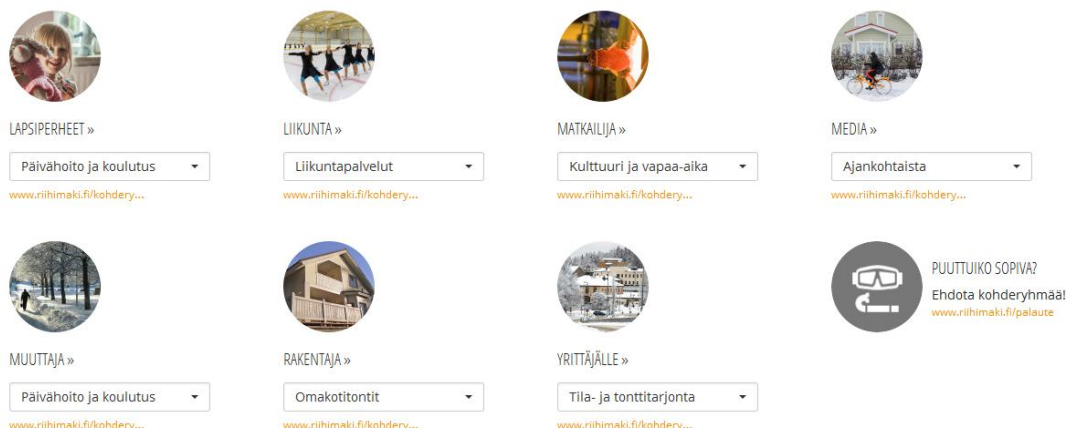 LAPSIPERHEET »
Päivähoito ja koulutus
www.riihimaki.fi/kohdery...
LIIKUNTA »
Liikuntapalvelut
www.riihimaki.fi/kohdery...
MATKAILIJA »
Kulttuuri ja vapaa-aika
www.riihimaki.fi/kohdery...
MEDIA »
Ajankohtaista
www.riihimaki.fi/kohdery...
MUUTTAJA »
Päivähoito ja koulutus
www.riihimaki.fi/kohdery...
RAKENTAJA »
Omakotitontit
www.riihimaki.fi/kohdery...
YRITTÄJÄLLE »
Tila- ja tonttitarjonta
www.riihimaki.fi/kohdery...
PUUTTUIKO SOPIVA?
Ehdota kohderyhmää!
www.riihimaki.fi/palaute